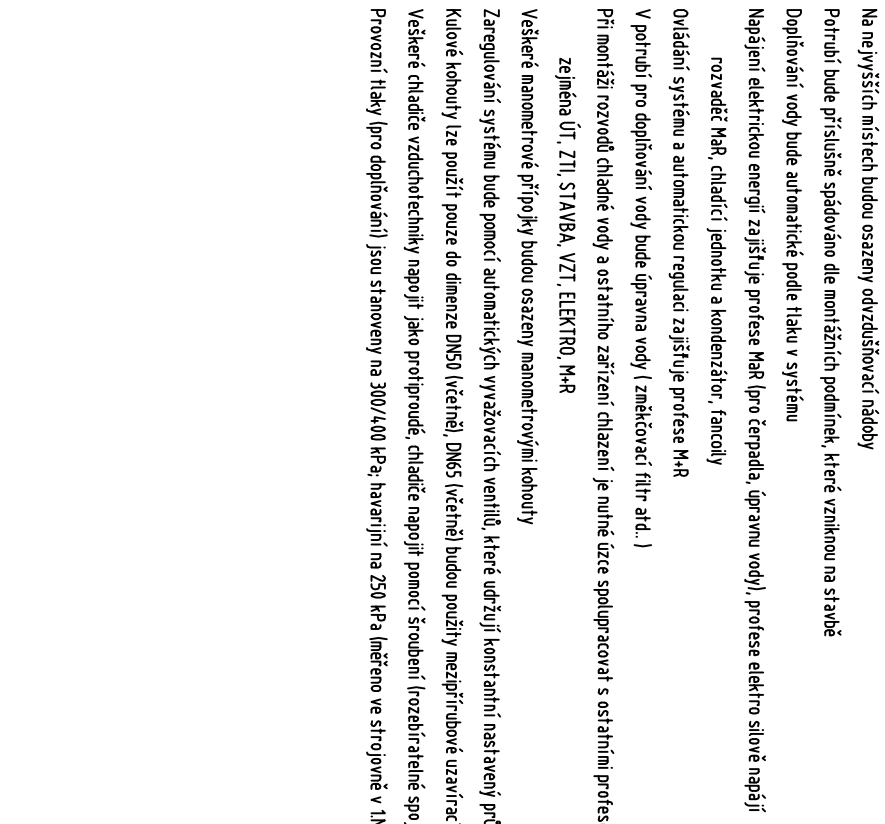 Na nejvyšších místech budou osazeny odvzdušňovací nádoby
Potrubí bude příslušně spádováno dle montážních podmínek, které vzniknou na stavbě
Doplňování vody bude automatické podle tlaku v systému
Napájení elektrickou energií zajišťuje profese MaR (pro čerpadla, úpravnu vody), profese elektro silově napájí
rozvaděč MaR, chladící jednotku a kondenzátor, fancoily
Ovládání systému a automatickou regulaci zajišťuje profese M+R
V potrubí pro doplňování vody bude úpravna vody ( změkčovací filtr atd.. )
Při montáži rozvodů chladné vody a ostatního zařízení chlazení je nutné úzce spolupracovat s ostatními profes
zejména ÚT, ZTI, STAVBA, VZT, ELEKTRO, M+R
Veškeré manometrové přípojky budou osazeny manometrovými kohouty
Zaregulování systému bude pomocí automatických vyvažovacích ventilů, které udržují konstantní nastavený prů
Kulové kohouty lze použít pouze do dimenze DN50 (včetně), DN65 (včetně) budou použity mezipřírubové uzavírac
Veškeré chladiče vzduchotechniky napojit jako protiproudé, chladiče napojit pomocí šroubení (rozebíratelné spo
Provozní tlaky (pro doplňování) jsou stanoveny na 300/400 kPa; havarijní na 250 kPa (měřeno ve strojovně v 1.